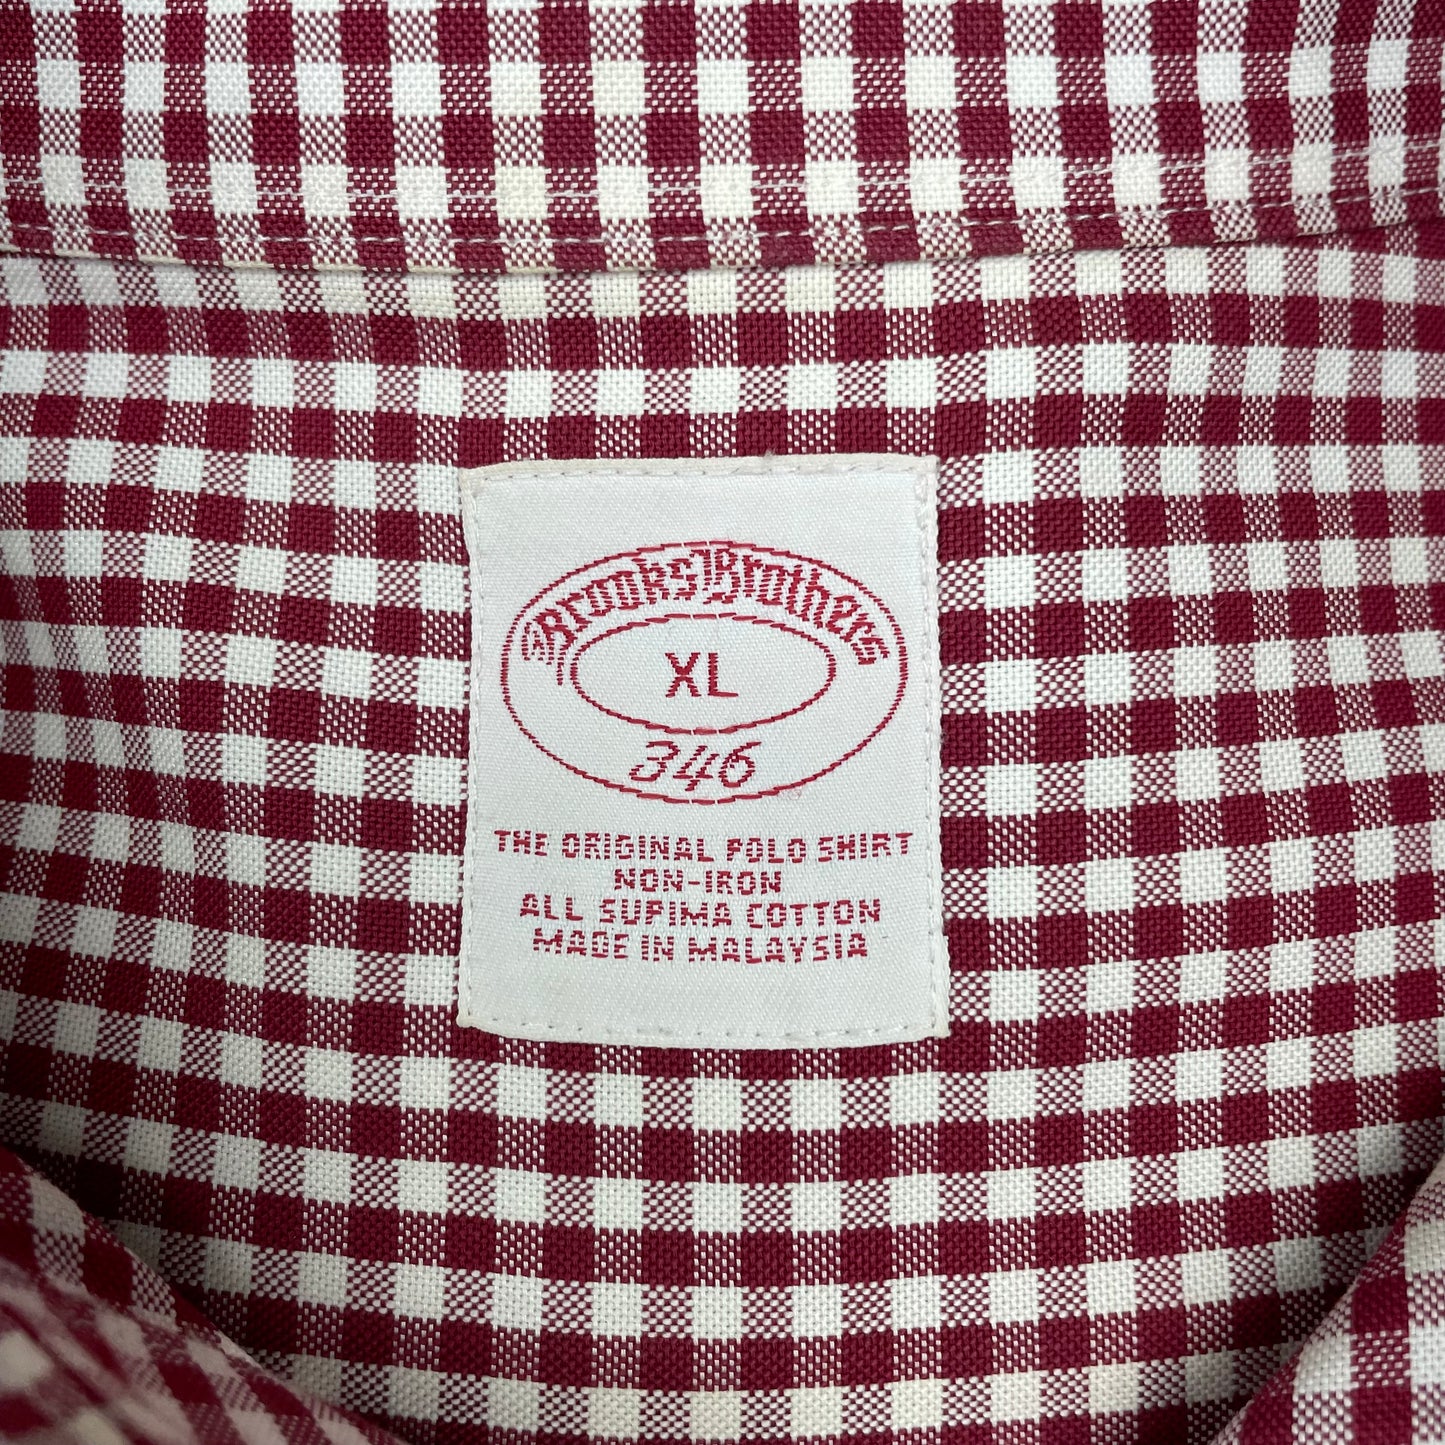 Brooks Brothers
XL
346
THE ORIGINAL POLO SHIRT
NON-IRON
ALL SUPIMA COTTON
MADE IN MALAYSIA